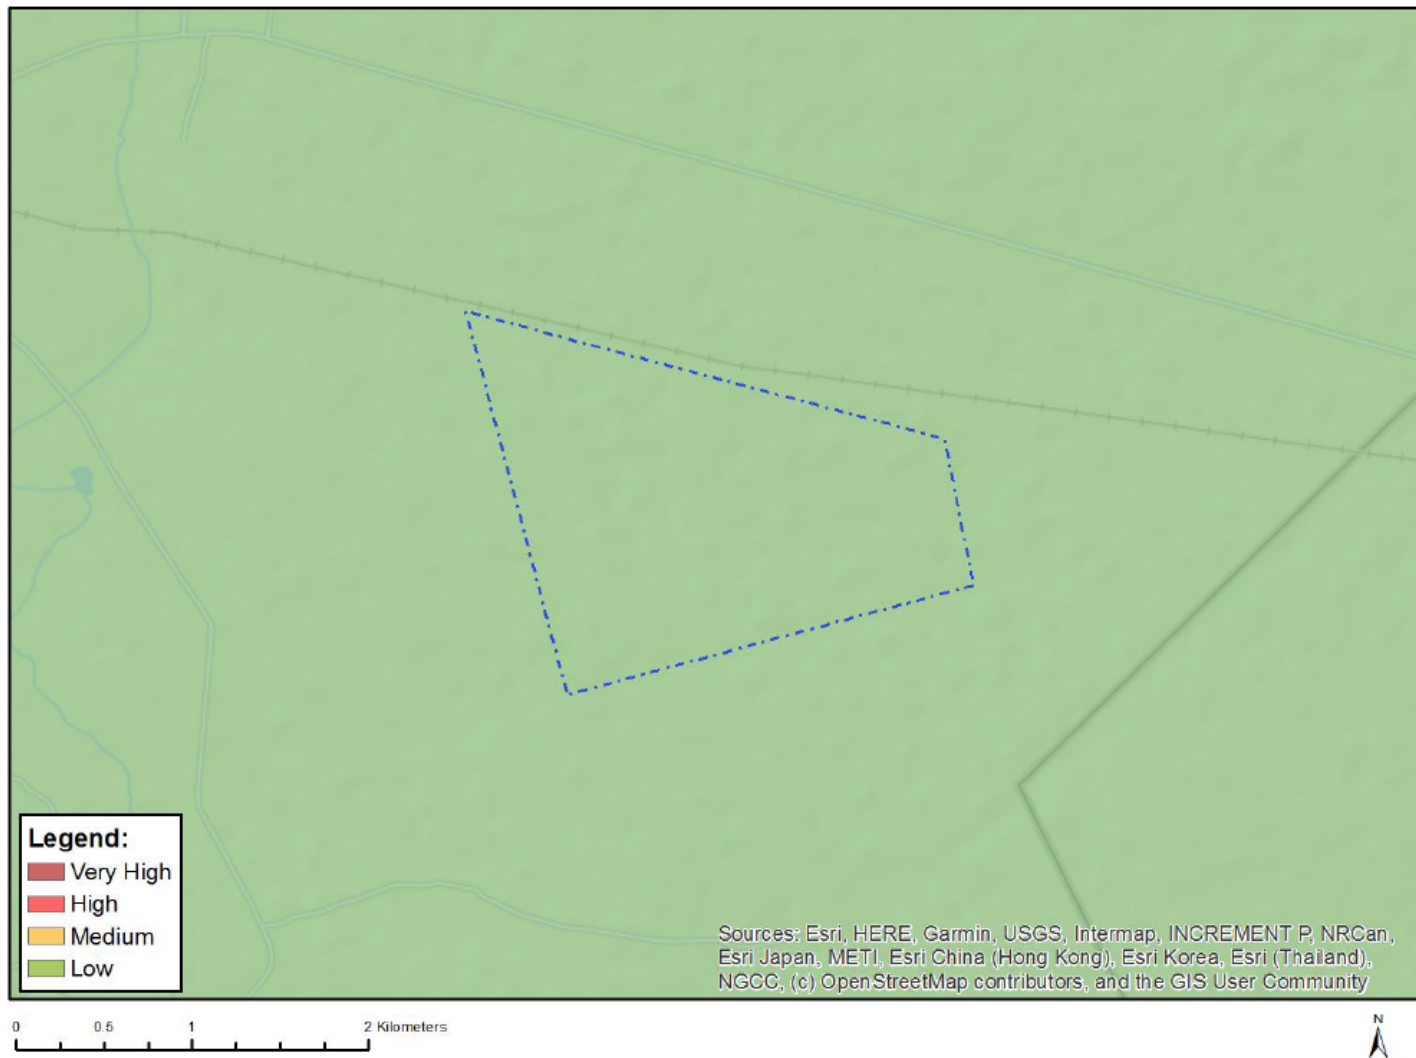 Legend:
Very High
High
Medium
Low
Sources: Esri, HERE, Garmin, USGS, Intermap, INCREMENT P, NRCan,
Esri Japan, METI, Esri China (Hong Kong), Esri Korea, Esri (Thailand),
NGCC, (c) OpenStreetMap contributors, and the GIS User Community
0 0.5 1 2 Kilometers
N